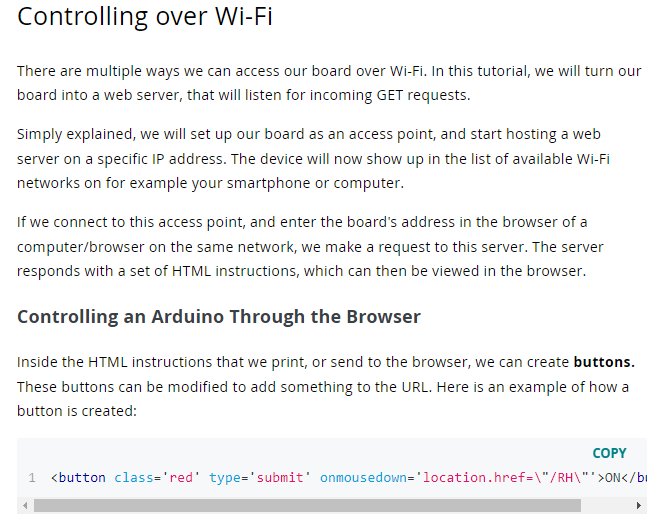 Controlling over Wi-Fi
There are multiple ways we can access our board over Wi-Fi. In this tutorial, we will turn our
board into a web server, that will listen for incoming GET requests.
Simply explained, we will set up our board as an access point, and start hosting a web
server on a specific IP address. The device will now show up in the list of available Wi-Fi
networks on for example your smartphone or computer.
If we connect to this access point, and enter the board's address in the browser of a
computer/browser on the same network, we make a request to this server. The server
responds with a set of HTML instructions, which can then be viewed in the browser.
Controlling an Arduino Through the Browser
Inside the HTML instructions that we print, or send to the browser, we can create buttons.
These buttons can be modified to add something to the URL. Here is an example of how a
button is created:
COPY
1 <button class='red' type='submit' onmousedown='location.href=\"/RH\"'>ON</b